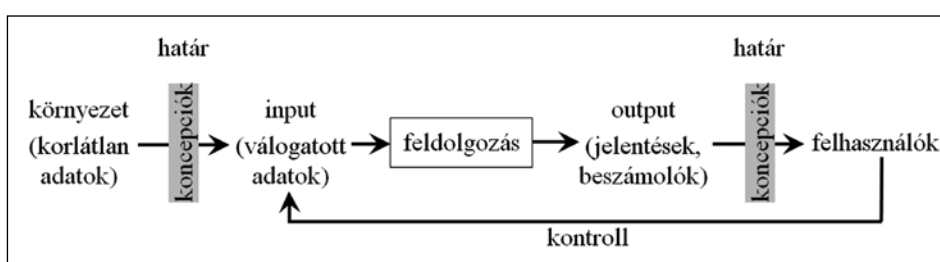 határ
határ
koncepciók
koncepciók
környezet
(korlátlan
adatok)
input
(válogatott
adatok)
feldolgozás
output
(jelentések,
beszámolók)
felhasználók
kontroll